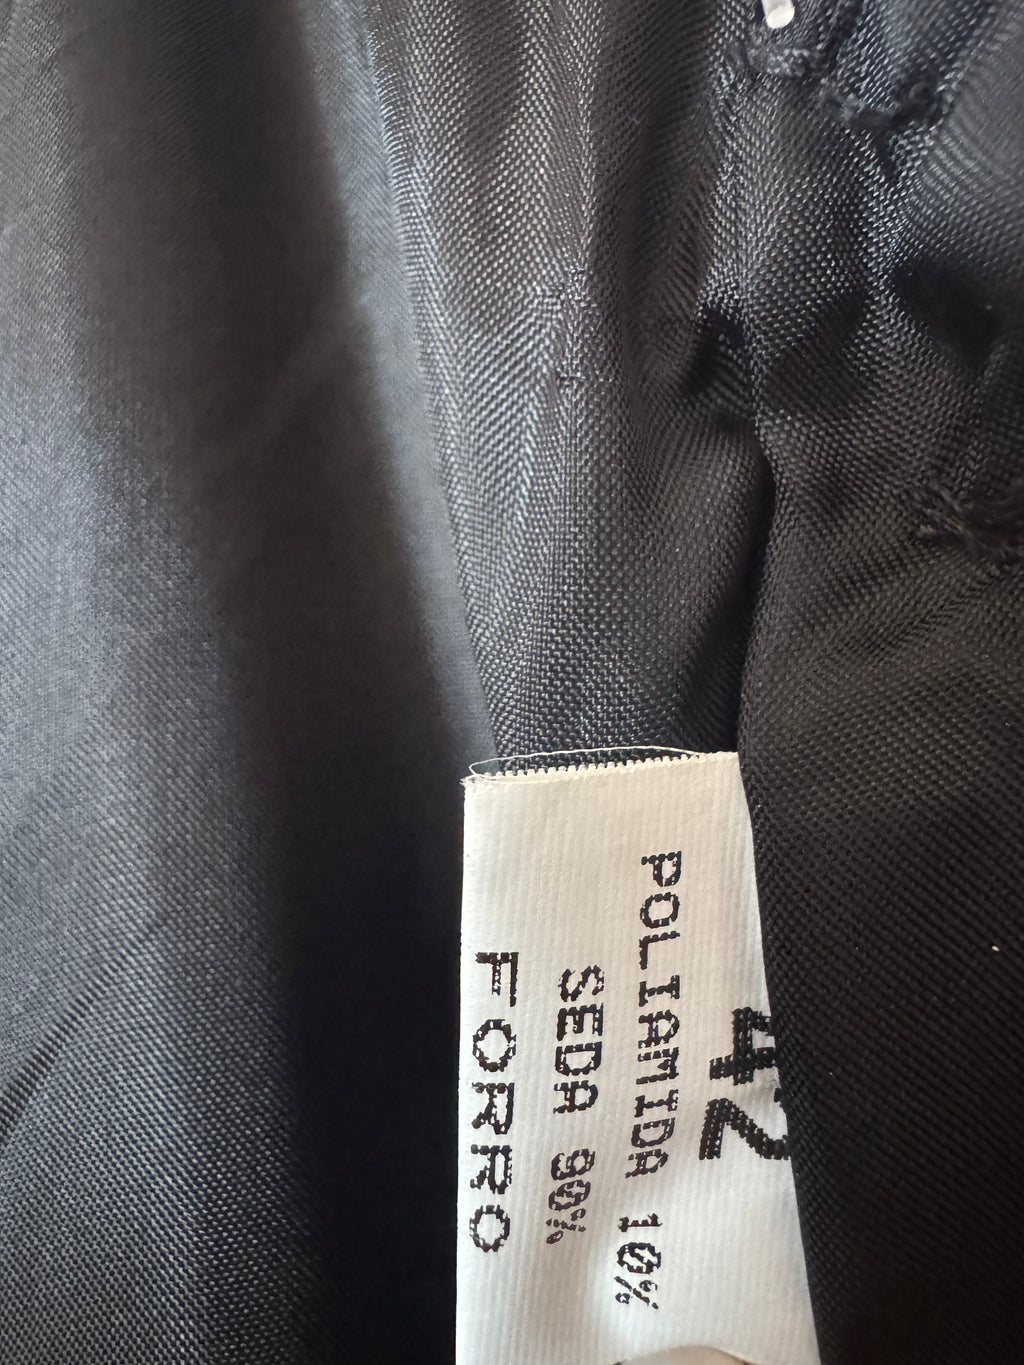 42
POLIAMIDA 10%
SEDA 90%
FORRO